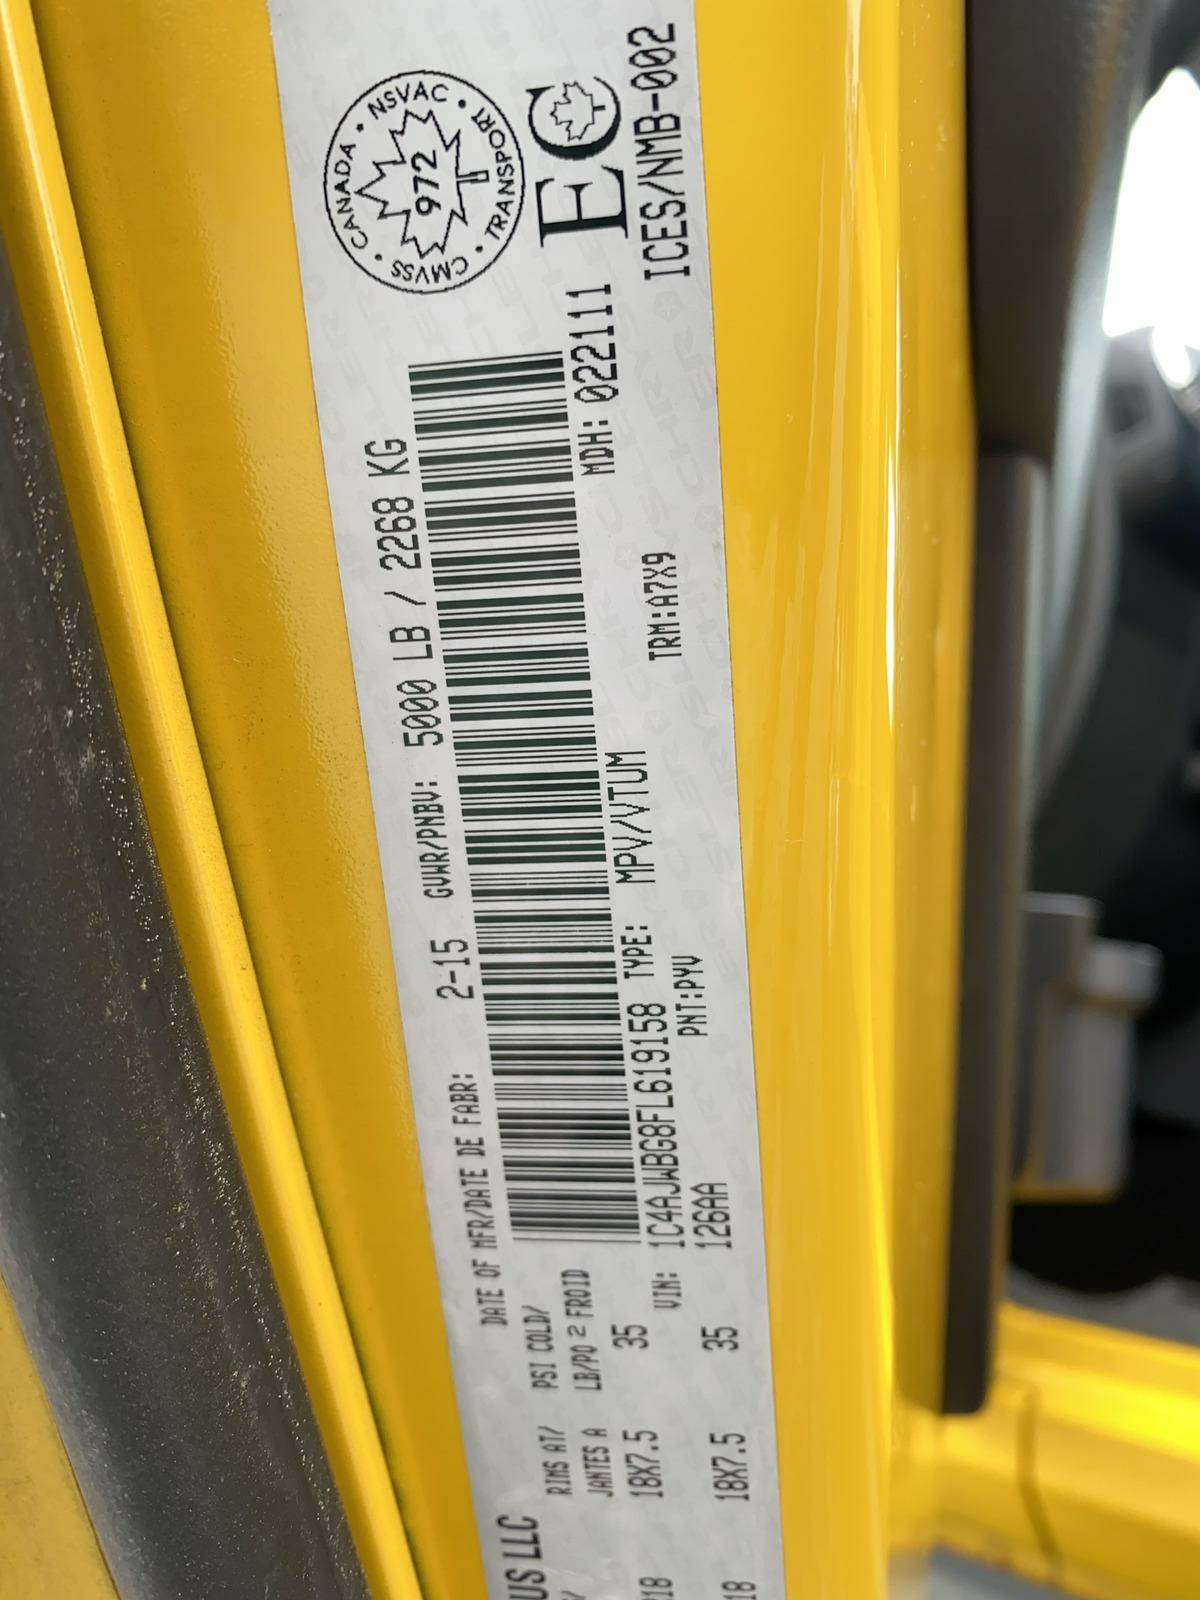 US LLC
DATE OF MFR/DATE DE FABR: 2-15 GVWR/PNBV: 5000 LB / 2268 KG
RIMS AT/ PSI COLD/
JANTES A LB/PO 2 FROID
R18 18X7.5 35
VIN: 1C4AJWBG8FL619158 TYPE: MPV/VTUM MDH: 022111
18 18X7.5 35
126AA PNT:PYV TRM:A7X9
CANADA • NSVAC • TRANSPORT • CMVSS •
972
EC
ICES/NMB-002